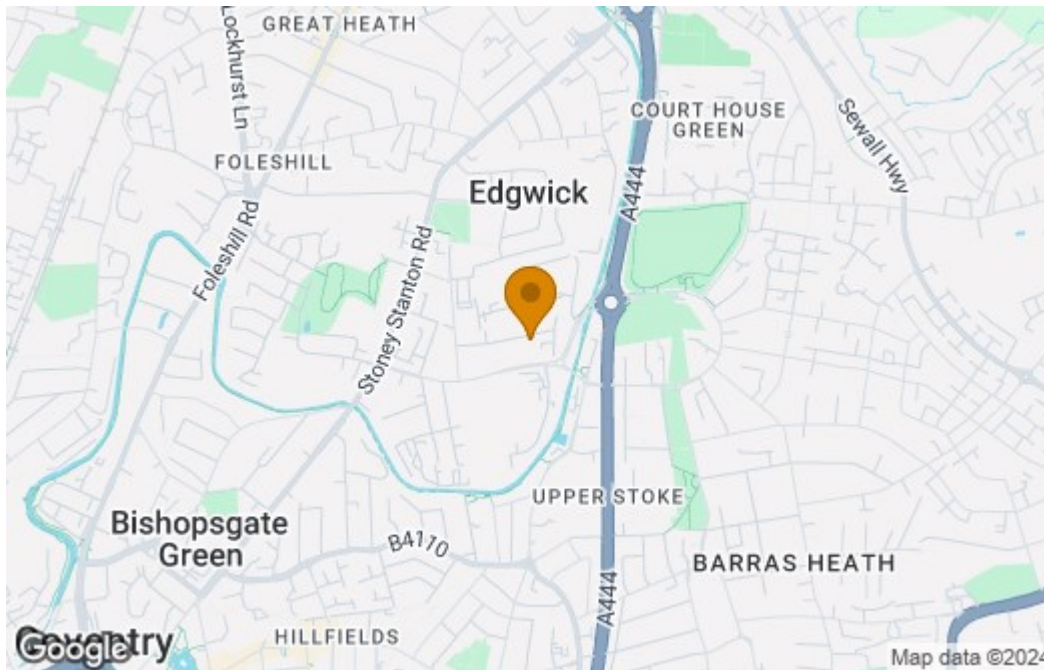 GREAT HEATH
Lockhurst Ln
COURT HOUSE
GREEN
Sewall Hwy
FOLESHILL
Edgwick
A444
Foleshill Rd
Stoney Stanton Rd
UPPER STOKE
Bishopsgate
Green
B4110
BARRAS HEATH
A444
HILLFIELDS
Coventry
Google
Map data ©2024